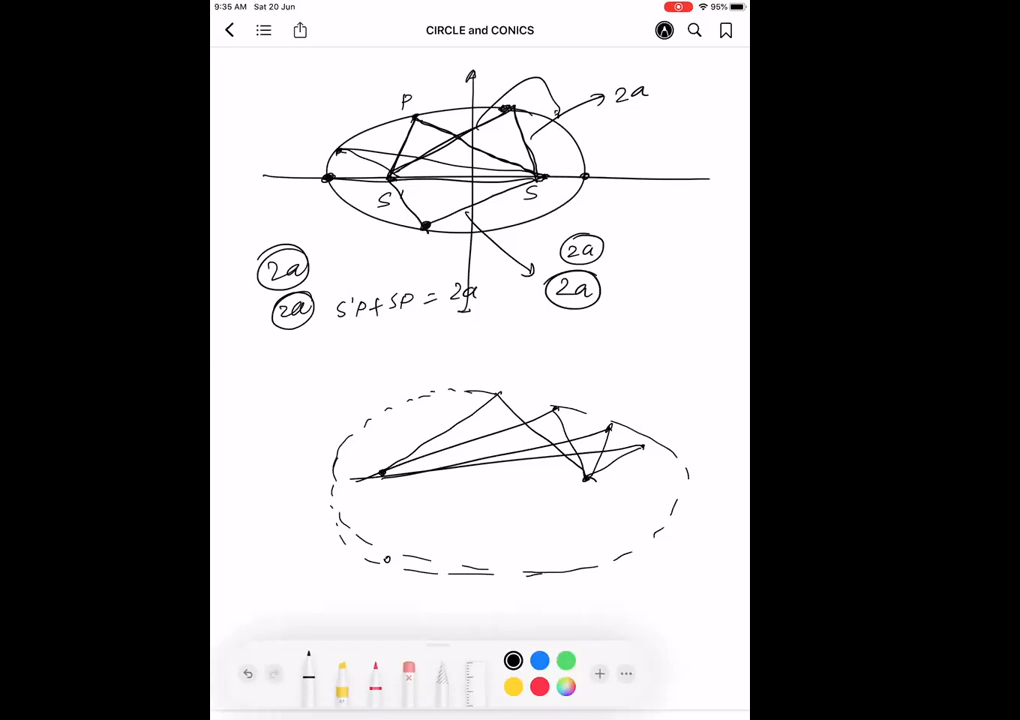 9:35 AM Sat 20 Jun 95%
CIRCLE and CONICS
P
2a
S'
S
2a
2a
2a
2a
S'P + SP = 2a